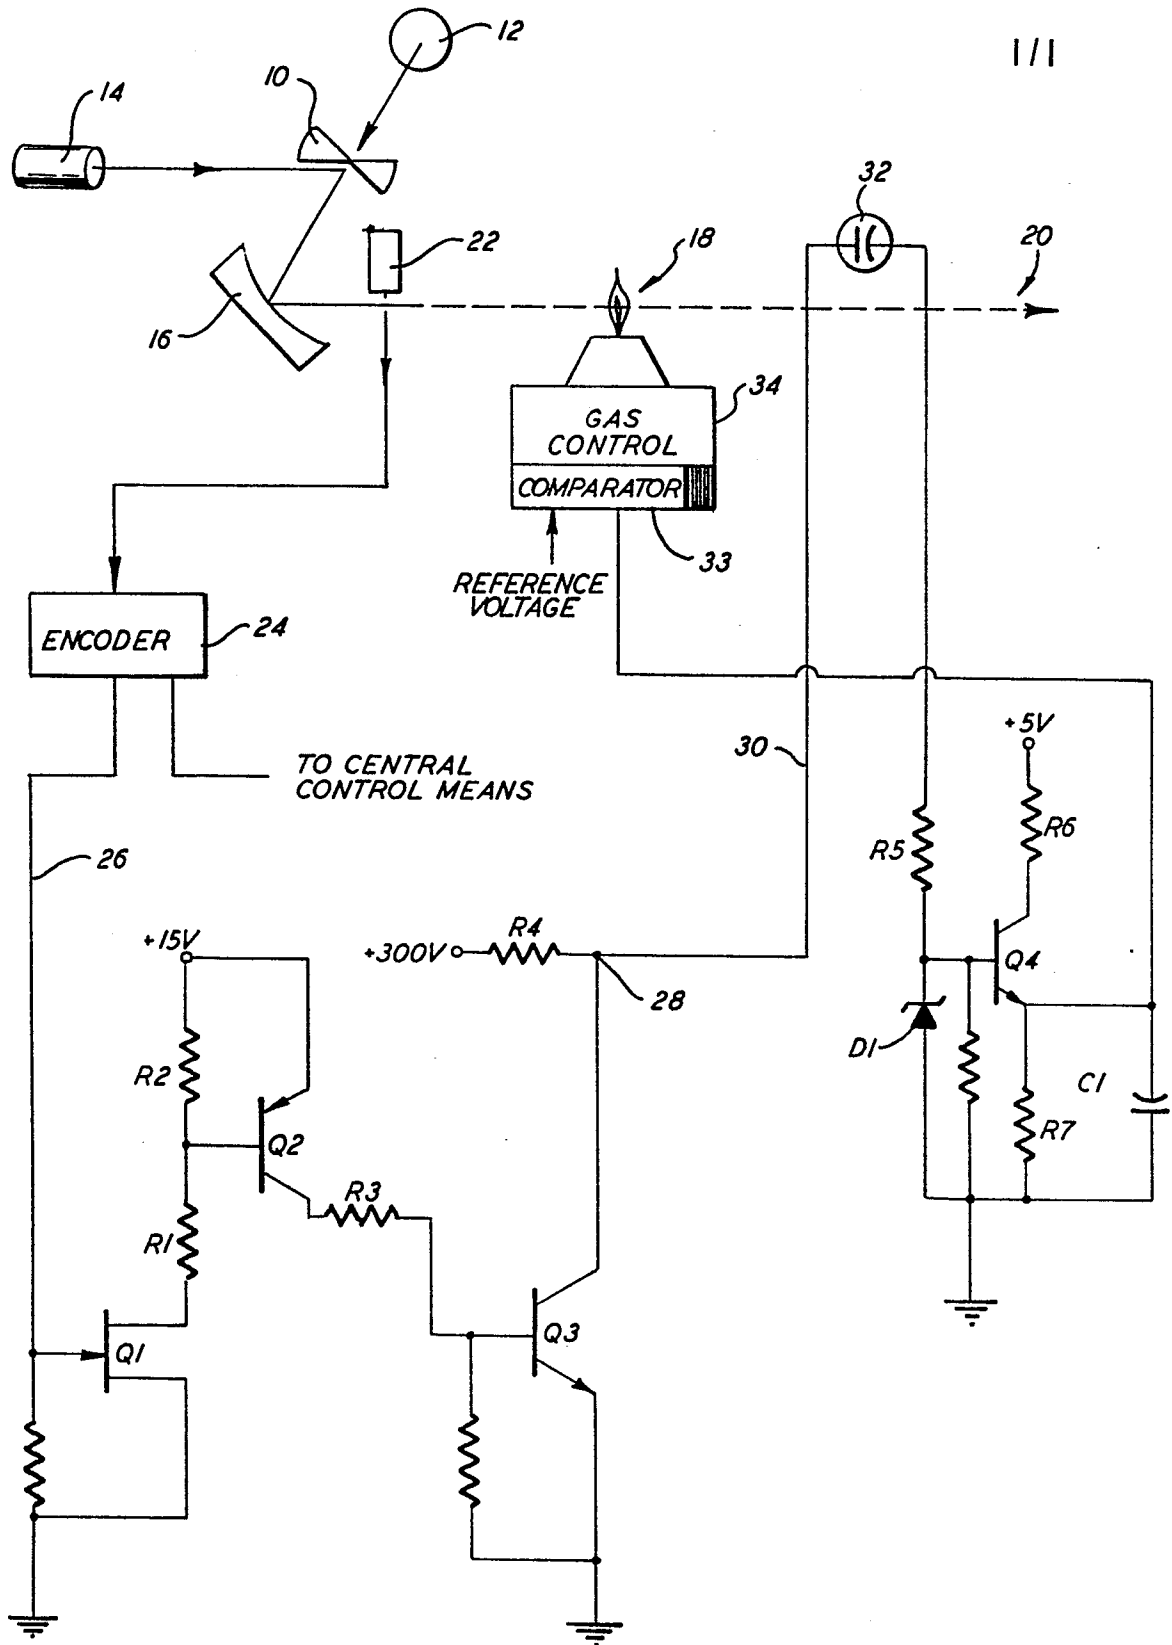 12
1/1
10
14
32
22
18
20
16
34
GAS
CONTROL
COMPARATOR
33
REFERENCE
VOLTAGE
ENCODER
24
+5V
30
TO CENTRAL
CONTROL MEANS
R6
R5
26
R4
+15V
+300V
Q4
28
D1
R2
C1
Q2
R7
R3
R1
Q3
Q1